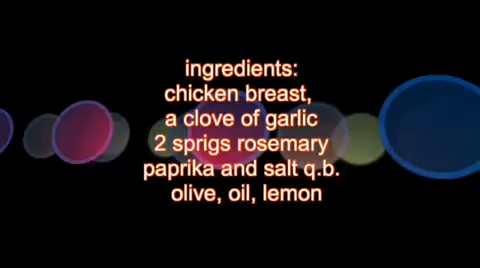 ingredients:
chicken breast,
a clove of garlic
2 sprigs rosemary
paprika and salt q.b.
olive, oil, lemon